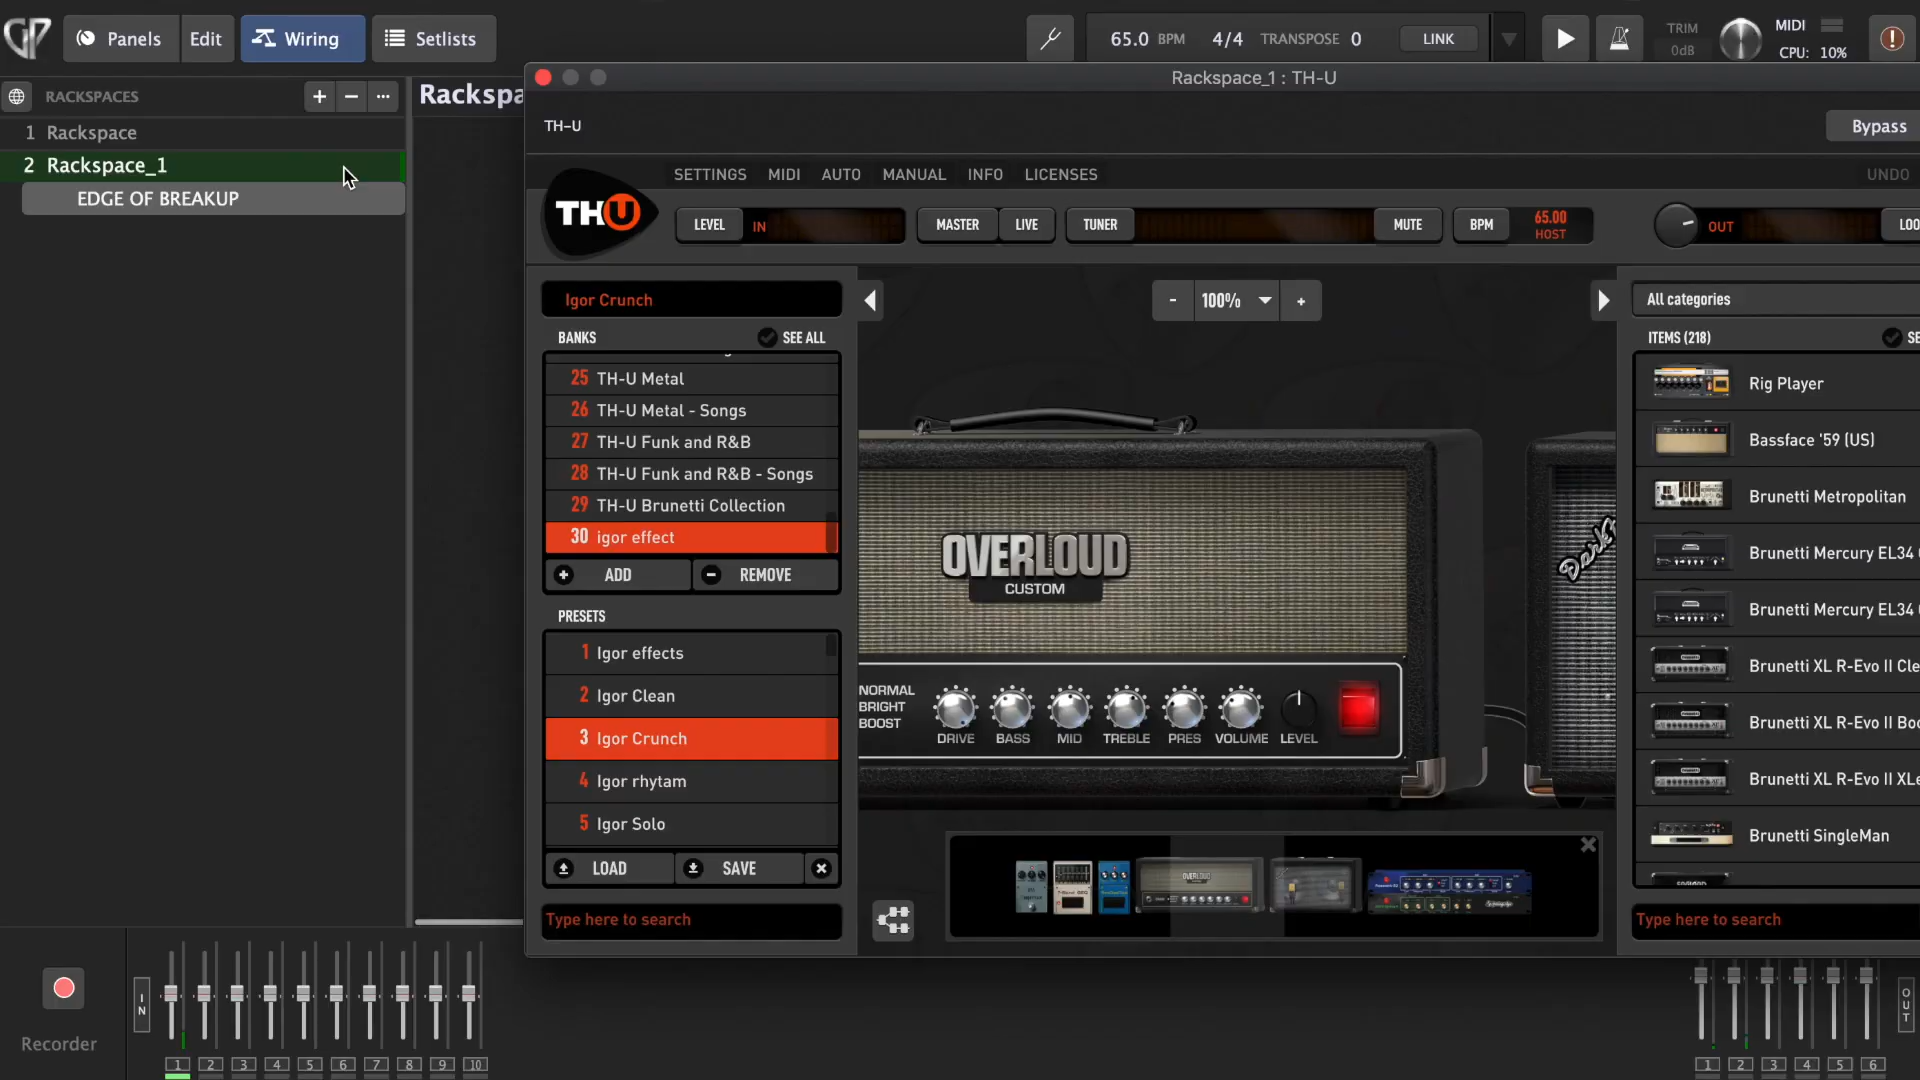 GP
Panels
Edit
Wiring
Setlists
65.0 BPM
4/4
TRANSPOSE 0
LINK
TRIM
0dB
MIDI
CPU: 10%
RACKSPACES
1 Rackspace
2 Rackspace_1
EDGE OF BREAKUP
Rackspa
Rackspace_1 : TH-U
TH-U
Bypass
SETTINGS
MIDI
AUTO
MANUAL
INFO
LICENSES
UNDO
THU
LEVEL
IN
MASTER
LIVE
TUNER
MUTE
BPM
65.00
HOST
OUT
LOO
Igor Crunch
BANKS
SEE ALL
25 TH-U Metal
26 TH-U Metal - Songs
27 TH-U Funk and R&B
28 TH-U Funk and R&B - Songs
29 TH-U Brunetti Collection
30 igor effect
ADD
REMOVE
PRESETS
1 Igor effects
2 Igor Clean
3 Igor Crunch
4 Igor rhytam
5 Igor Solo
LOAD
SAVE
Type here to search
- 100% +
OVERLOUD
CUSTOM
NORMAL
BRIGHT
BOOST
DRIVE
BASS
MID
TREBLE
PRES
VOLUME
LEVEL
OVERLOUD
All categories
ITEMS (218)
SE
Rig Player
Bassface '59 (US)
Brunetti Metropolitan
Brunetti Mercury EL34
Brunetti Mercury EL34
Brunetti XL R-Evo II Cle
Brunetti XL R-Evo II Boo
Brunetti XL R-Evo II XLe
Brunetti SingleMan
Type here to search
Recorder
IN
1 2 3 4 5 6 7 8 9 10
1 2 3 4 5 6
OUT